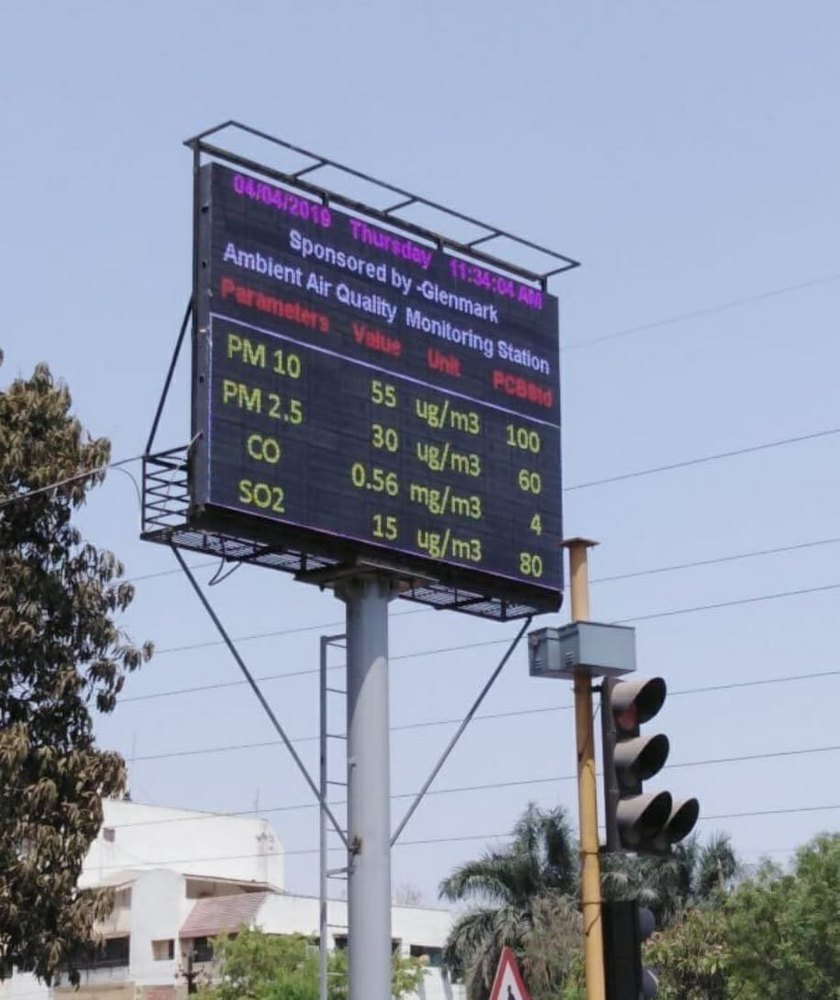 04/04/2019 Thursday 11:34:04 AM
Sponsored by -Glenmark
Ambient Air Quality Monitoring Station
Parameters Value Unit PCBStd
PM 10 55 ug/m3 100
PM 2.5 30 ug/m3 60
CO 0.56 mg/m3 4
SO2 15 ug/m3 80